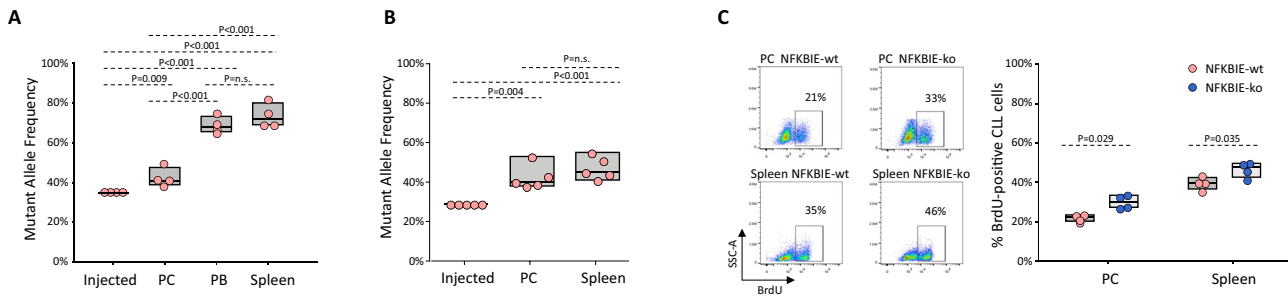 A
P<0.001
P<0.001
P<0.001
P=0.009
P=n.s.
P<0.001
100%
80%
60%
40%
20%
0%
Mutant Allele Frequency
Injected PC PB Spleen
B
P=n.s.
P<0.001
P=0.004
100%
80%
60%
40%
20%
0%
Mutant Allele Frequency
Injected PC Spleen
C
PC NFKBIE-wt
PC NFKBIE-ko
21%
33%
Spleen NFKBIE-wt
Spleen NFKBIE-ko
35%
46%
SSC-A
BrdU
NFKBIE-wt
NFKBIE-ko
P=0.029
P=0.035
100%
80%
60%
40%
20%
0%
% BrdU-positive CLL cells
PC Spleen